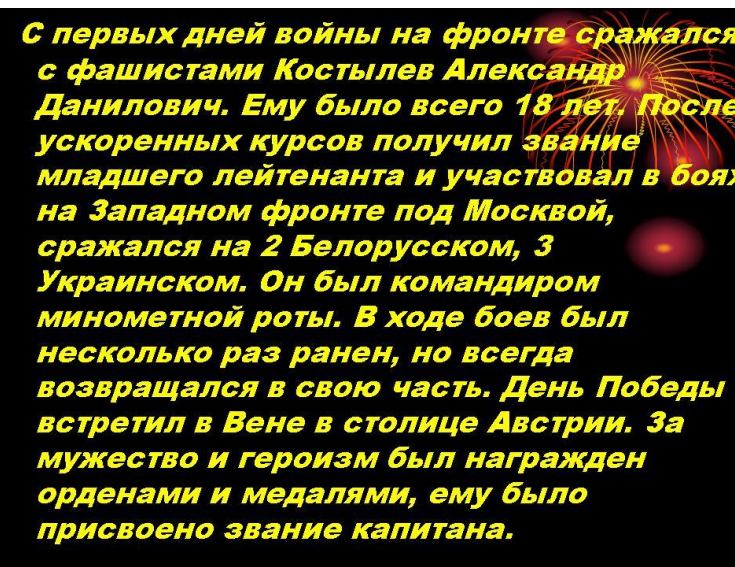 С первых дней войны на фронте сражался
с фашистами Костылев Александр
Данилович. Ему было всего 18 лет. После
ускоренных курсов получил звание
младшего лейтенанта и участвовал в боях
на Западном фронте под Москвой,
сражался на 2 Белорусском, 3
Украинском. Он был командиром
минометной роты. В ходе боев был
несколько раз ранен, но всегда
возвращался в свою часть. День Победы
встретил в Вене в столице Австрии. За
мужество и героизм был награжден
орденами и медалями, ему было
присвоено звание капитана.